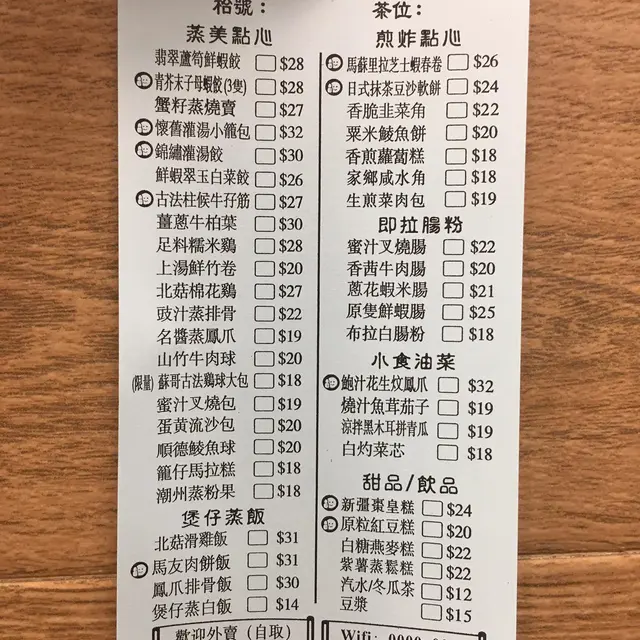 枱號：
蒸美點心
翡翠蘆筍鮮蝦餃 $28
青芥末子母蝦餃(3隻) $28
蟹籽蒸燒賣 $27
懷舊灌湯小籠包 $32
錦繡灌湯餃 $30
鮮蝦翠玉白菜餃 $26
古法柱候牛孖筋 $27
薑蔥牛柏葉 $30
足料糯米鷄 $28
上湯鮮竹卷 $20
北菇棉花鷄 $27
豉汁蒸排骨 $22
名醬蒸鳳爪 $19
山竹牛肉球 $20
(限量) 蘇哥古法鷄球大包 $18
蜜汁叉燒包 $19
蛋黃流沙包 $20
順德鯪魚球 $20
籠仔馬拉糕 $18
潮州蒸粉果 $18
煲仔蒸飯
北菇滑雞飯 $31
馬友肉餅飯 $31
鳳爪排骨飯 $30
煲仔蒸白飯 $14
歡迎外賣（自取）
茶位：
煎炸點心
馬蘇里拉芝士蝦春卷 $26
日式抹茶豆沙軟餅 $24
香脆韭菜角 $22
粟米鯪魚餅 $20
香煎蘿蔔糕 $18
家鄉咸水角 $18
生煎菜肉包 $19
即拉腸粉
蜜汁叉燒腸 $22
香茜牛肉腸 $20
蔥花蝦米腸 $21
原隻鮮蝦腸 $25
布拉白腸粉 $18
小食油菜
鮑汁花生炆鳳爪 $32
燒汁魚茸茄子 $19
涼拌黑木耳拼青瓜 $19
白灼菜芯 $18
甜品/飲品
新彊棗皇糕 $24
原粒紅豆糕 $20
白糖燕麥糕 $22
紫薯蒸鬆糕 $22
汽水/冬瓜茶 $12
豆漿 $15
Wifi: